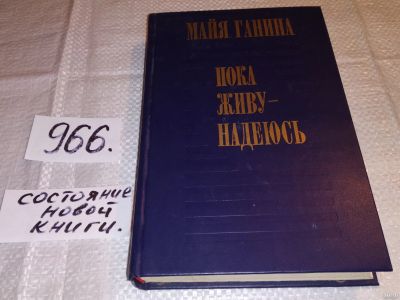 МАЙЯ ГАНИНА
ПОКА
ЖИВУ—
НАДЕЮСЬ
966.
состояние
новой
книги.